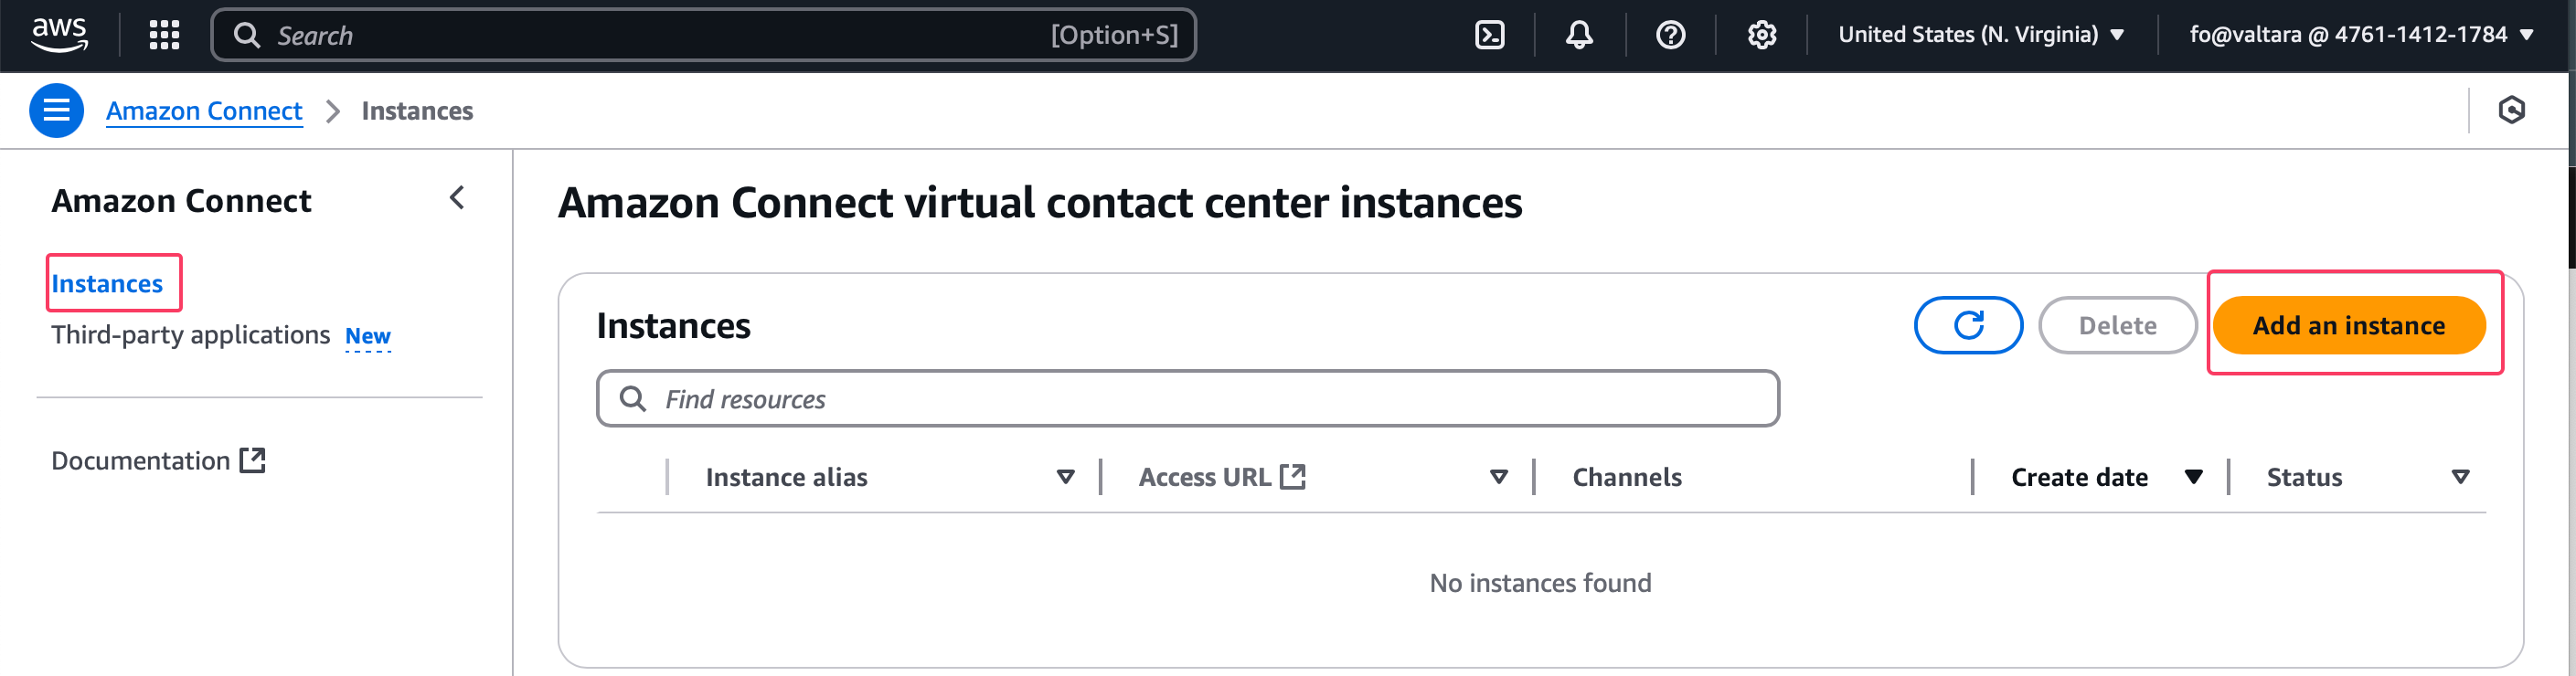 aws Search [Option+S] United States (N. Virginia) fo@valtara @ 4761-1412-1784
Amazon Connect Instances
Amazon Connect
Instances
Third-party applications New
Documentation
Amazon Connect virtual contact center instances
Instances Delete Add an instance
Find resources
Instance alias Access URL Channels Create date Status
No instances found